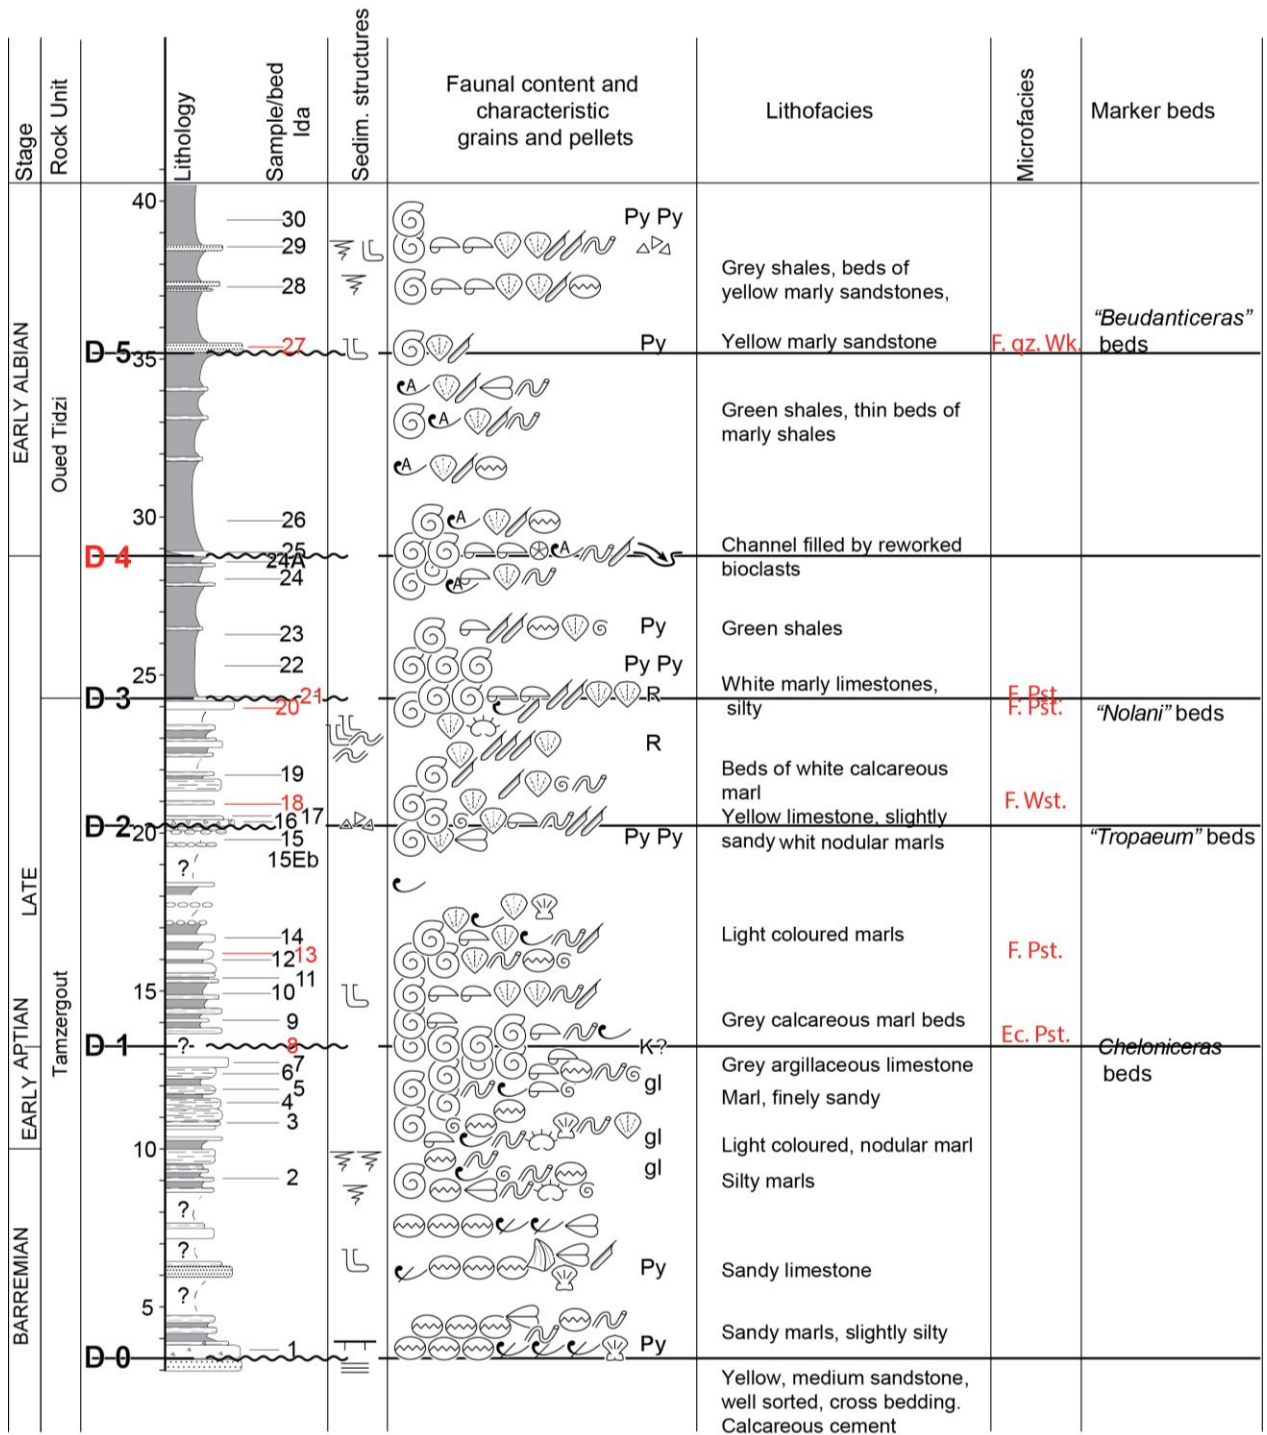 Stage
Rock Unit
Lithology
Sample/bed
Ida
Sedim. structures
Faunal content and
characteristic
grains and pellets
Lithofacies
Microfacies
Marker beds
EARLY ALBIAN
LATE
EARLY APTIAN
BARREMIAN
Oued Tidzi
Tamzergout
40
30 Py Py
29
28
Grey shales, beds of
yellow marly sandstones,
"Beudanticeras"
beds
D 5
35
27 Py Yellow marly sandstone F. qz. Wk.
A
A
Green shales, thin beds of
marly shales
A
30
26 A
D 4
25 A
24A
Channel filled by reworked
bioclasts
24 A
23 Py Green shales
22 Py Py
25
D 3
21 R F. Pst.
20 F. Pst.
White marly limestones,
silty
"Nolani" beds
R
19
Beds of white calcareous
marl
18 F. Wst.
17
16
D 2
20
Yellow limestone, slightly
sandy whit nodular marls
"Tropaeum" beds
15 Py Py
15Eb
?
14 Light coloured marls
13 F. Pst.
12
11
15
10
9 Grey calcareous marl beds
D 1
? 8 K? Ec. Pst.
Cheloniceras
beds
7 Grey argillaceous limestone
6
5 gl
4 Marl, finely sandy
3
gl
10
Light coloured, nodular marl
gl
2 Silty marls
?
?
Py Sandy limestone
?
5
Sandy marls, slightly silty
1 Py
D 0
Yellow, medium sandstone,
well sorted, cross bedding.
Calcareous cement